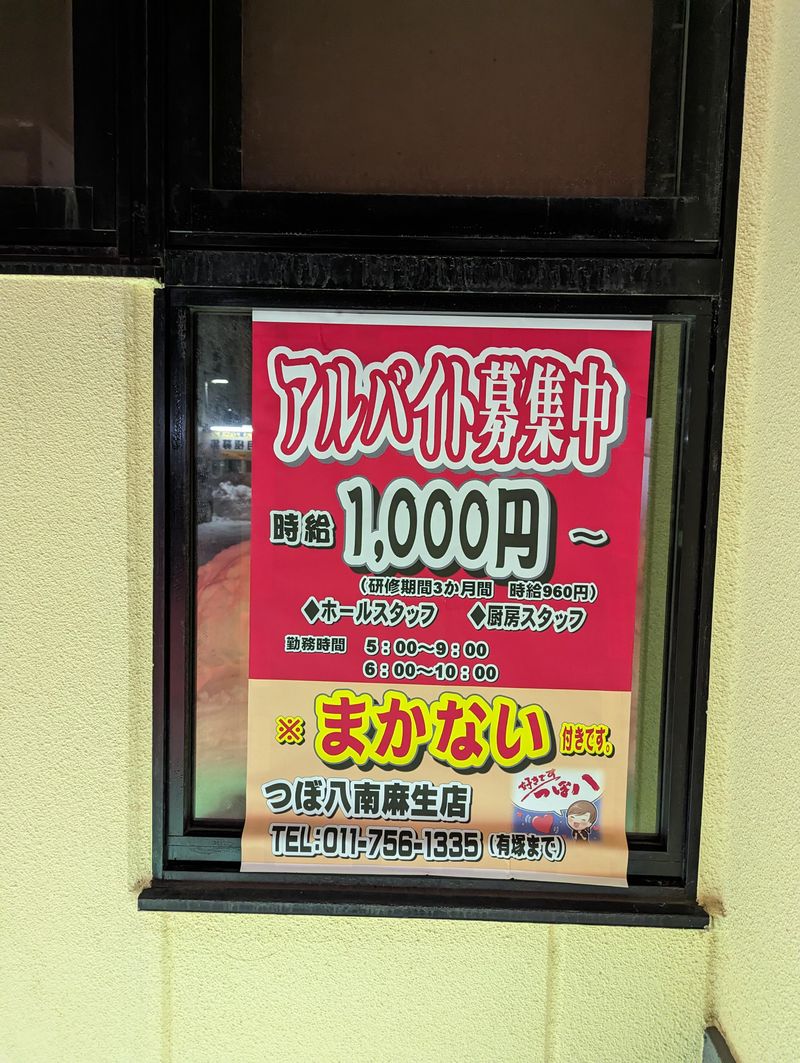 アルバイト募集中
時給 1,000円 ～
（研修期間3か月間　時給960円）
◆ホールスタッフ　◆厨房スタッフ
勤務時間　5：00～9：00
6：00～10：00
※ まかない 付きです。
好きです
つぼ八
つぼ八南麻生店
TEL：011-756-1335（有塚まで）